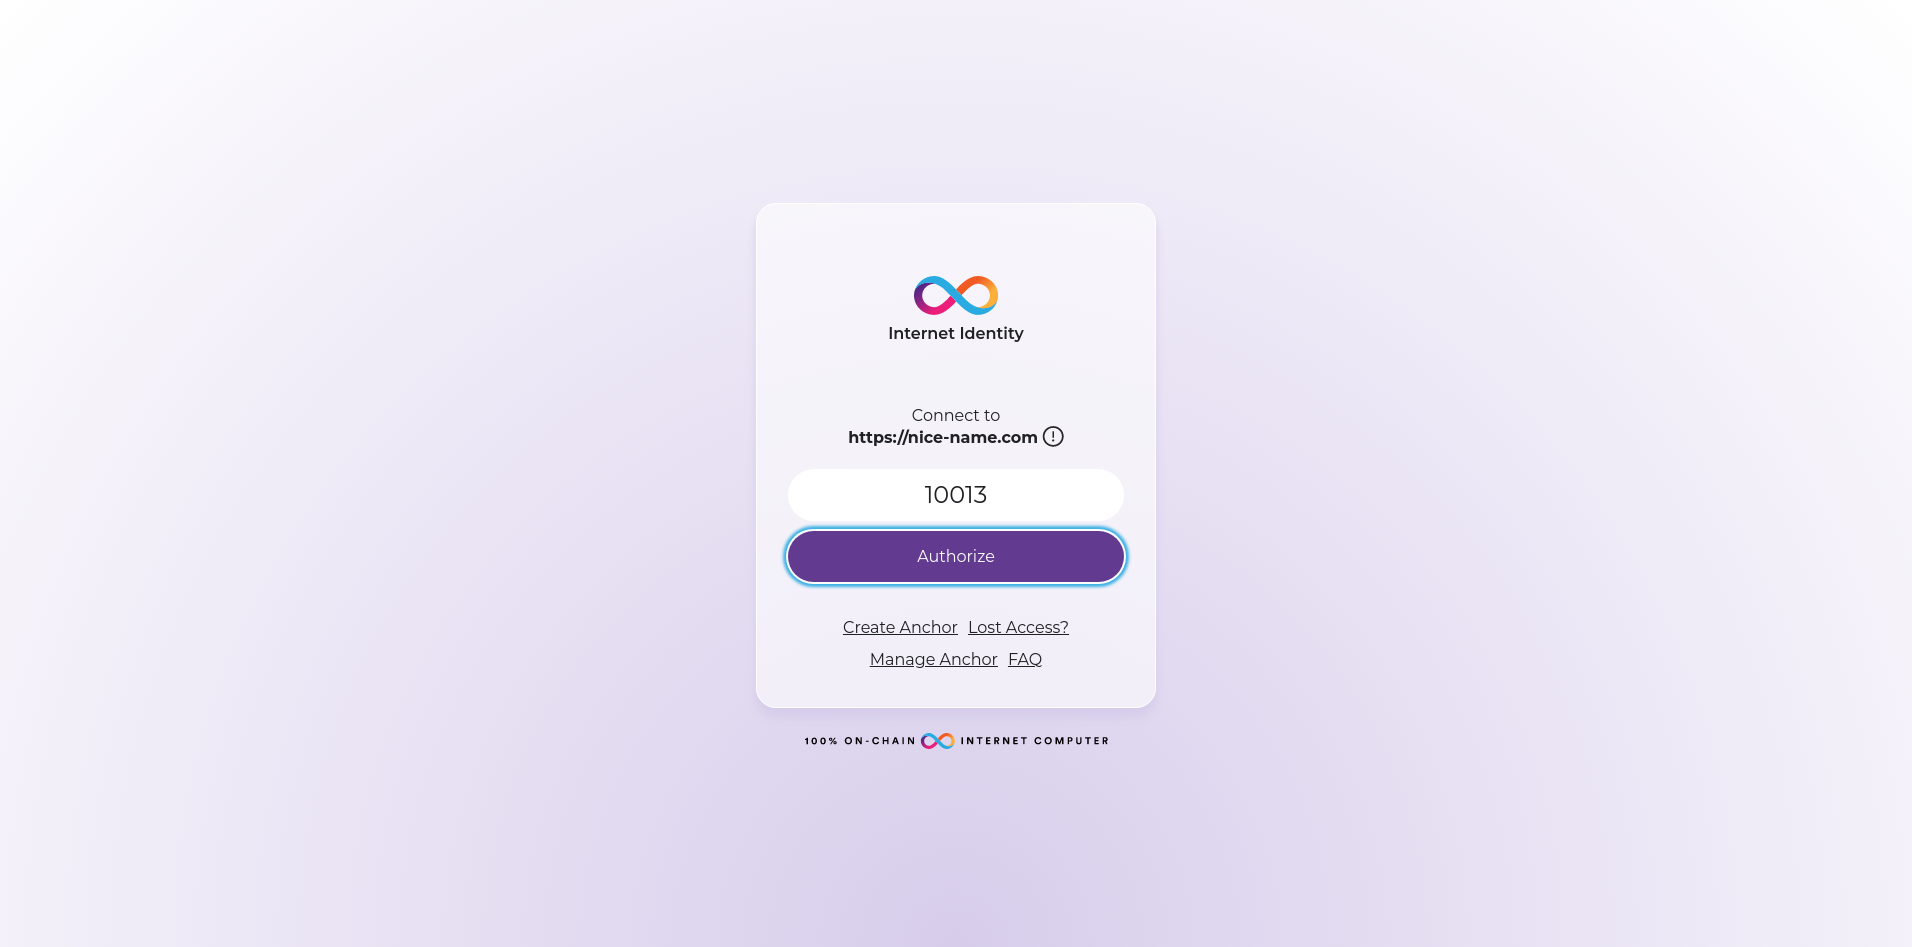 Internet Identity
Connect to
https://nice-name.com
10013
Authorize
Create Anchor Lost Access?
Manage Anchor FAQ
100% ON-CHAIN INTERNET COMPUTER